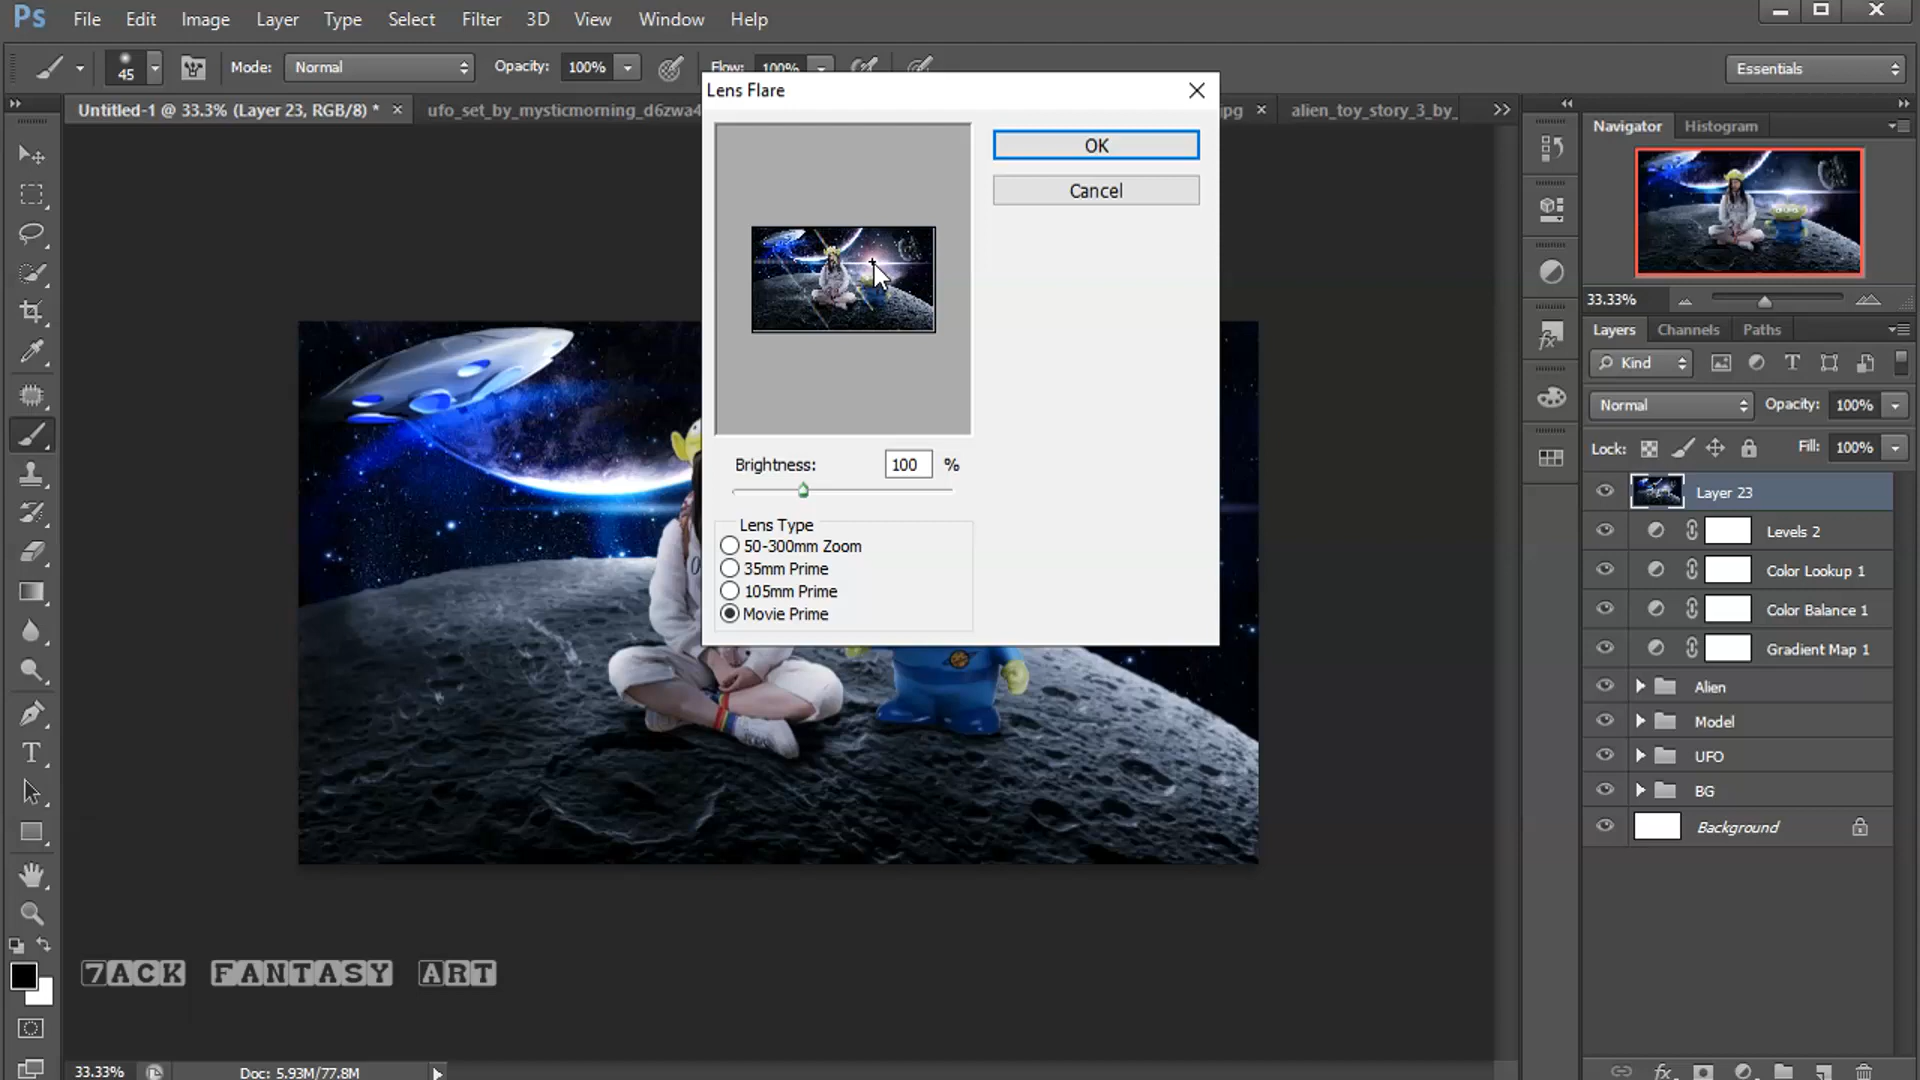 Ps File Edit Image Layer Type Select Filter 3D View Window Help
45 Mode: Normal Opacity: 100% Flow: 100% Essentials
Untitled-1 @ 33.3% (Layer 23, RGB/8) * × ufo_set_by_mysticmorning_d6zwa4 pg × alien_toy_story_3_by_
Lens Flare
OK
Cancel
Brightness: 100 %
Lens Type
50-300mm Zoom
35mm Prime
105mm Prime
Movie Prime
Navigator Histogram
33.33%
Layers Channels Paths
Kind
Normal Opacity: 100%
Lock: Fill: 100%
Layer 23
Levels 2
Color Lookup 1
Color Balance 1
Gradient Map 1
Alien
Model
UFO
BG
Background
7ACK FANTASY ART
33.33% Doc: 5.93M/77.8M